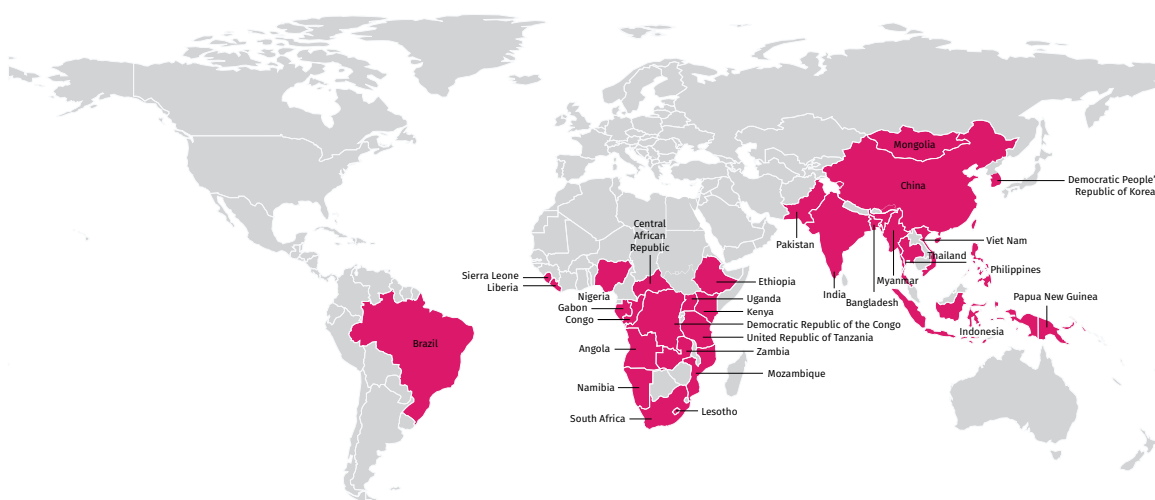 Mongolia
China
Democratic People'
Republic of Korea
Central
African
Republic
Pakistan
Viet Nam
Thailand
Philippines
Sierra Leone
Liberia
Nigeria
Gabon
Congo
Ethiopia
Uganda
Kenya
India
Myanmar
Bangladesh
Papua New Guinea
Democratic Republic of the Congo
United Republic of Tanzania
Indonesia
Brazil
Angola
Zambia
Mozambique
Namibia
South Africa
Lesotho